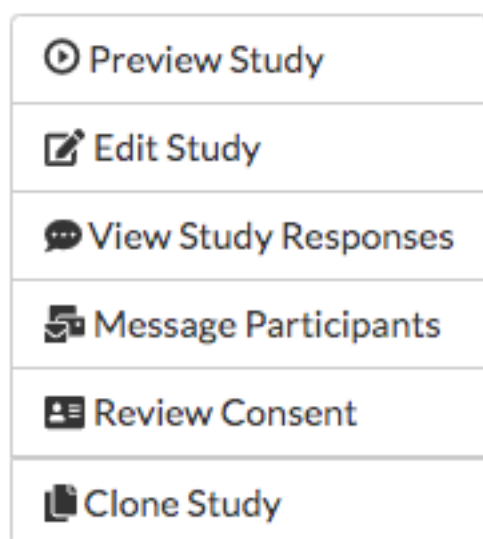 Preview Study
Edit Study
View Study Responses
Message Participants
Review Consent
Clone Study